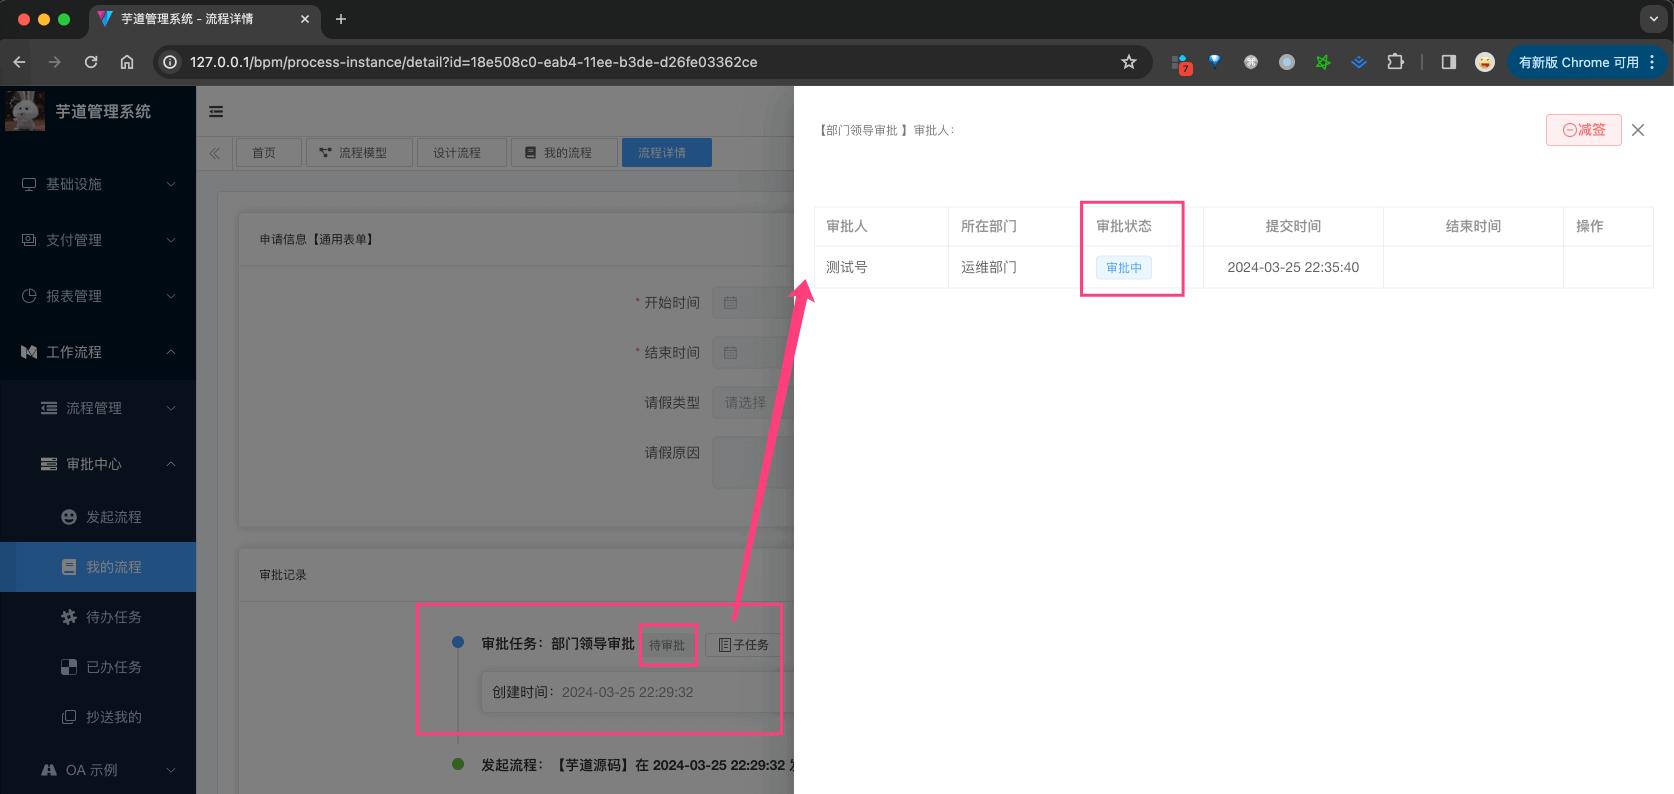 芋道管理系统 - 流程详情
127.0.0.1/bpm/process-instance/detail?id=18e508c0-eab4-11ee-b3de-d26fe03362ce
7
有新版 Chrome 可用
芋道管理系统
基础设施
支付管理
报表管理
工作流程
流程管理
审批中心
发起流程
我的流程
待办任务
已办任务
抄送我的
OA 示例
首页
流程模型
设计流程
我的流程
流程详情
申请信息【通用表单】
* 开始时间
* 结束时间
请假类型
请选择
请假原因
审批记录
审批任务：部门领导审批
待审批
子任务
创建时间：
2024-03-25 22:29:32
发起流程：【芋道源码】在 2024-03-25 22:29:32
【部门领导审批 】审批人：
减签
审批人 所在部门 审批状态 提交时间 结束时间 操作
测试号 运维部门 审批中 2024-03-25 22:35:40